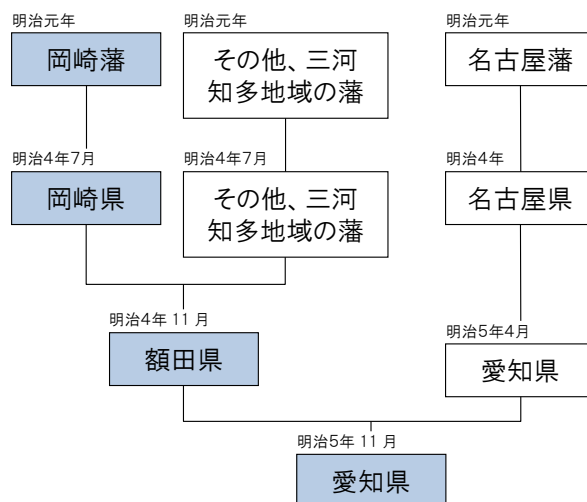 明治元年
岡崎藩
明治元年
その他、三河
知多地域の藩
明治元年
名古屋藩
明治4年7月
岡崎県
明治4年7月
その他、三河
知多地域の藩
明治4年
名古屋県
明治4年 11 月
額田県
明治5年4月
愛知県
明治5年 11 月
愛知県